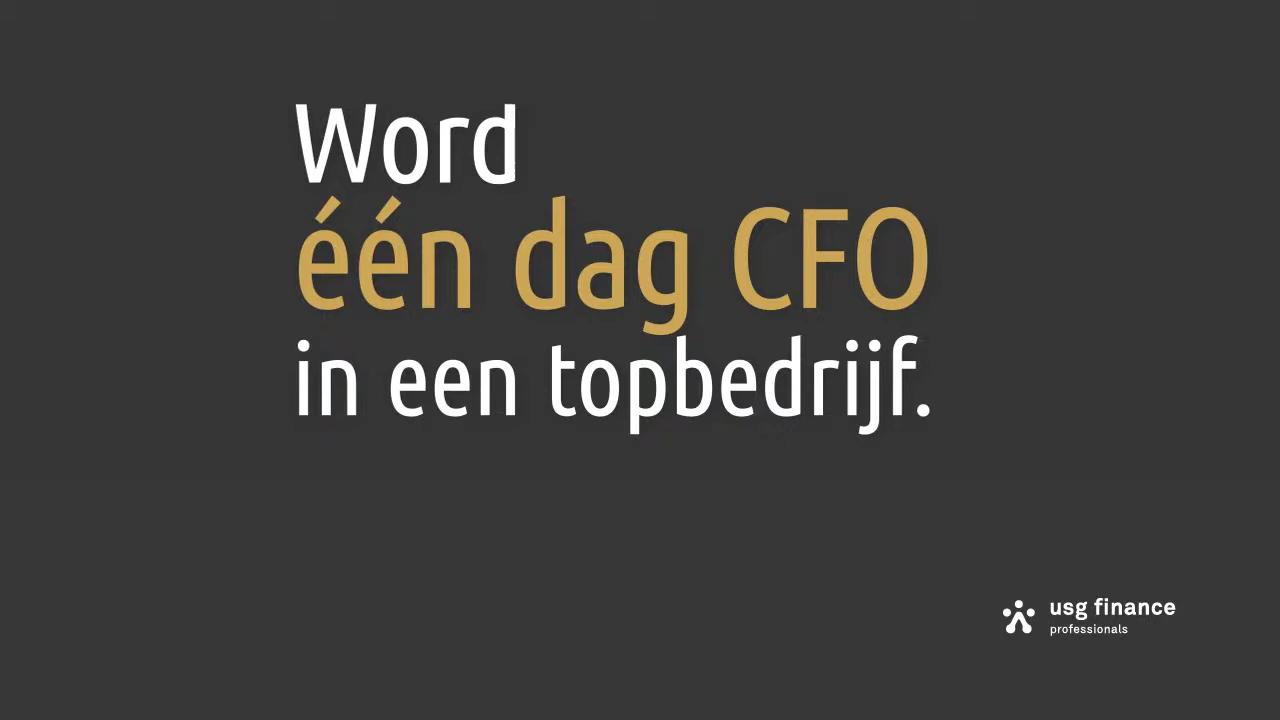 Word
één dag CFO
in een topbedrijf.
usg finance
professionals